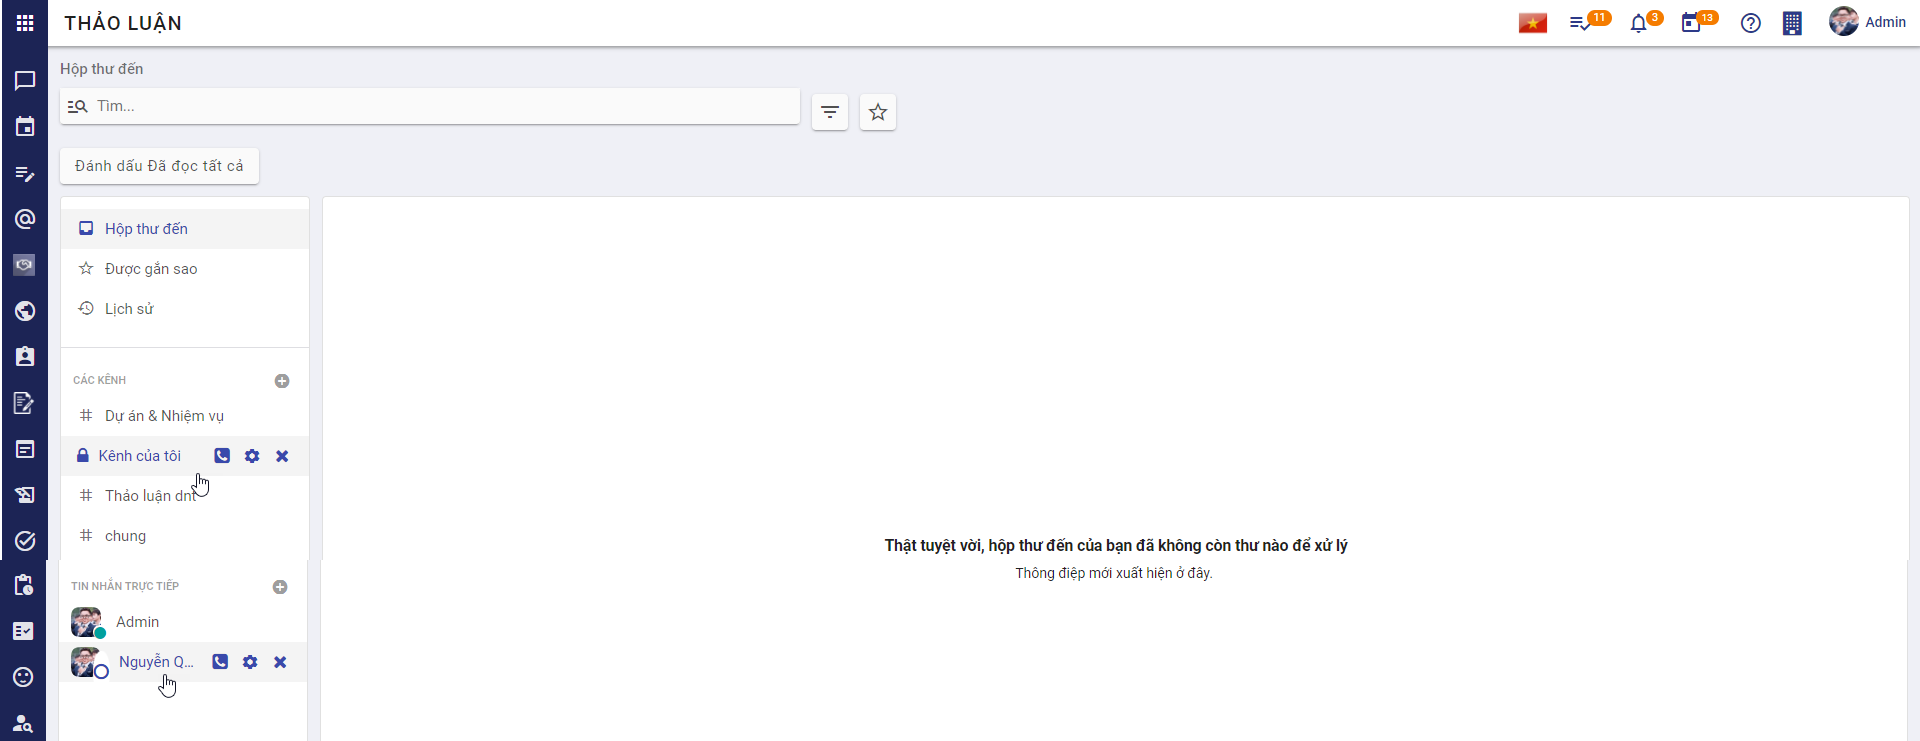 THẢO LUẬN
11
3
13
Admin
Hộp thư đến
Tìm...
Đánh dấu Đã đọc tất cả
Hộp thư đến
Được gắn sao
Lịch sử
CÁC KÊNH
Dự án & Nhiệm vụ
Kênh của tôi
Thảo luận dnt
chung
TIN NHẮN TRỰC TIẾP
Admin
Nguyễn Q...
Thật tuyệt vời, hộp thư đến của bạn đã không còn thư nào để xử lý
Thông điệp mới xuất hiện ở đây.